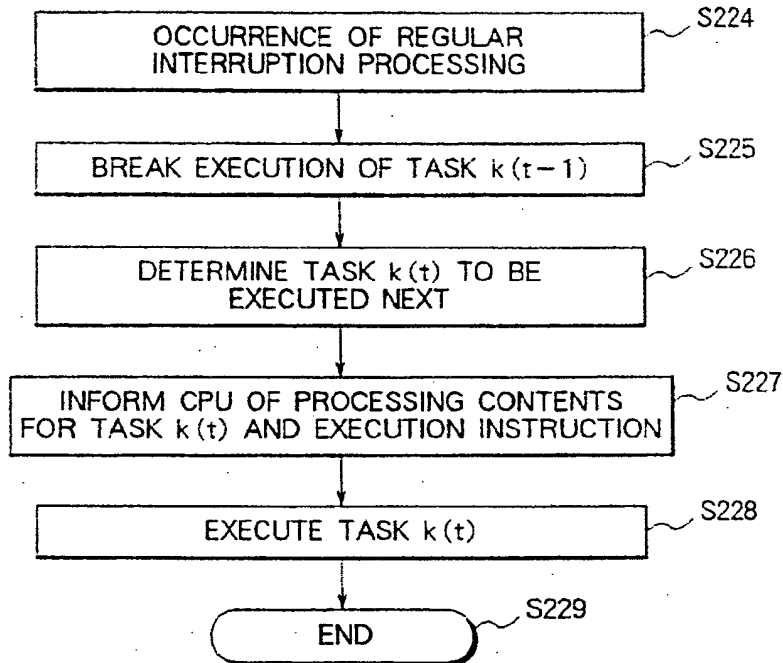 OCCURRENCE OF REGULAR
INTERRUPTION PROCESSING
S224
BREAK EXECUTION OF TASK k(t-1)
S225
DETERMINE TASK k(t) TO BE
EXECUTED NEXT
S226
INFORM CPU OF PROCESSING CONTENTS
FOR TASK k(t) AND EXECUTION INSTRUCTION
S227
EXECUTE TASK k(t)
S228
END
S229